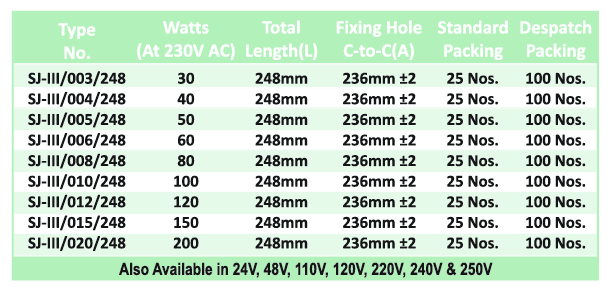 Type No. Watts (At 230V AC) Total Length(L) Fixing Hole C-to-C(A) Standard Packing Despatch Packing
SJ-III/003/248 30 248mm 236mm ±2 25 Nos. 100 Nos.
SJ-III/004/248 40 248mm 236mm ±2 25 Nos. 100 Nos.
SJ-III/005/248 50 248mm 236mm ±2 25 Nos. 100 Nos.
SJ-III/006/248 60 248mm 236mm ±2 25 Nos. 100 Nos.
SJ-III/008/248 80 248mm 236mm ±2 25 Nos. 100 Nos.
SJ-III/010/248 100 248mm 236mm ±2 25 Nos. 100 Nos.
SJ-III/012/248 120 248mm 236mm ±2 25 Nos. 100 Nos.
SJ-III/015/248 150 248mm 236mm ±2 25 Nos. 100 Nos.
SJ-III/020/248 200 248mm 236mm ±2 25 Nos. 100 Nos.
Also Available in 24V, 48V, 110V, 120V, 220V, 240V & 250V